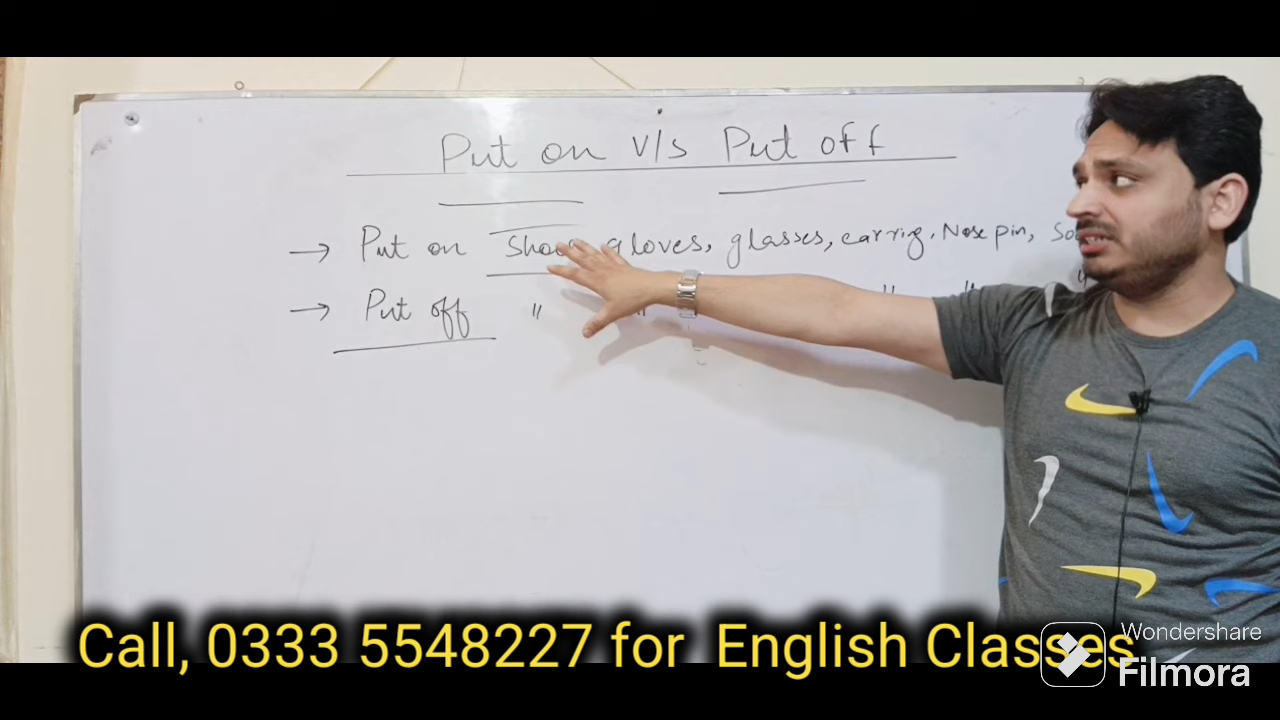 Put on V/s Put off
→ Put on gloves, glasses, earring, Nose pin,
→ Put off " " " " "
Call, 0333 5548227 for English Classes
Wondershare
Filmora